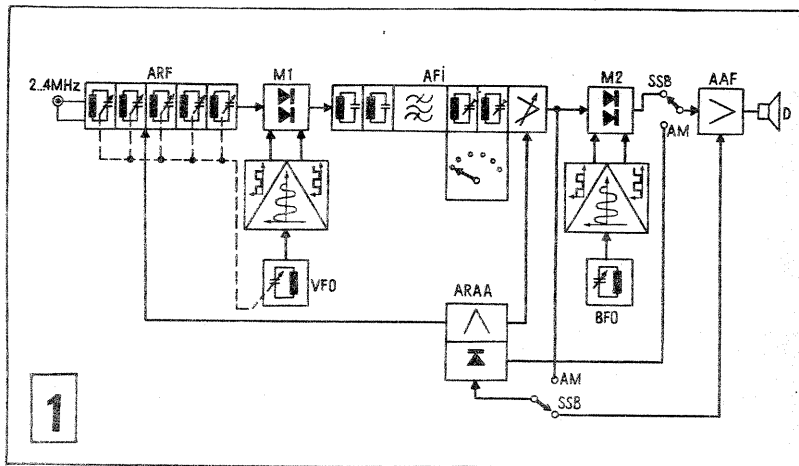 ARF
M1
AFi
M2
SSB
AAF
2...4MHz
D
AM
VFO
ARAA
BFO
AM
SSB
1